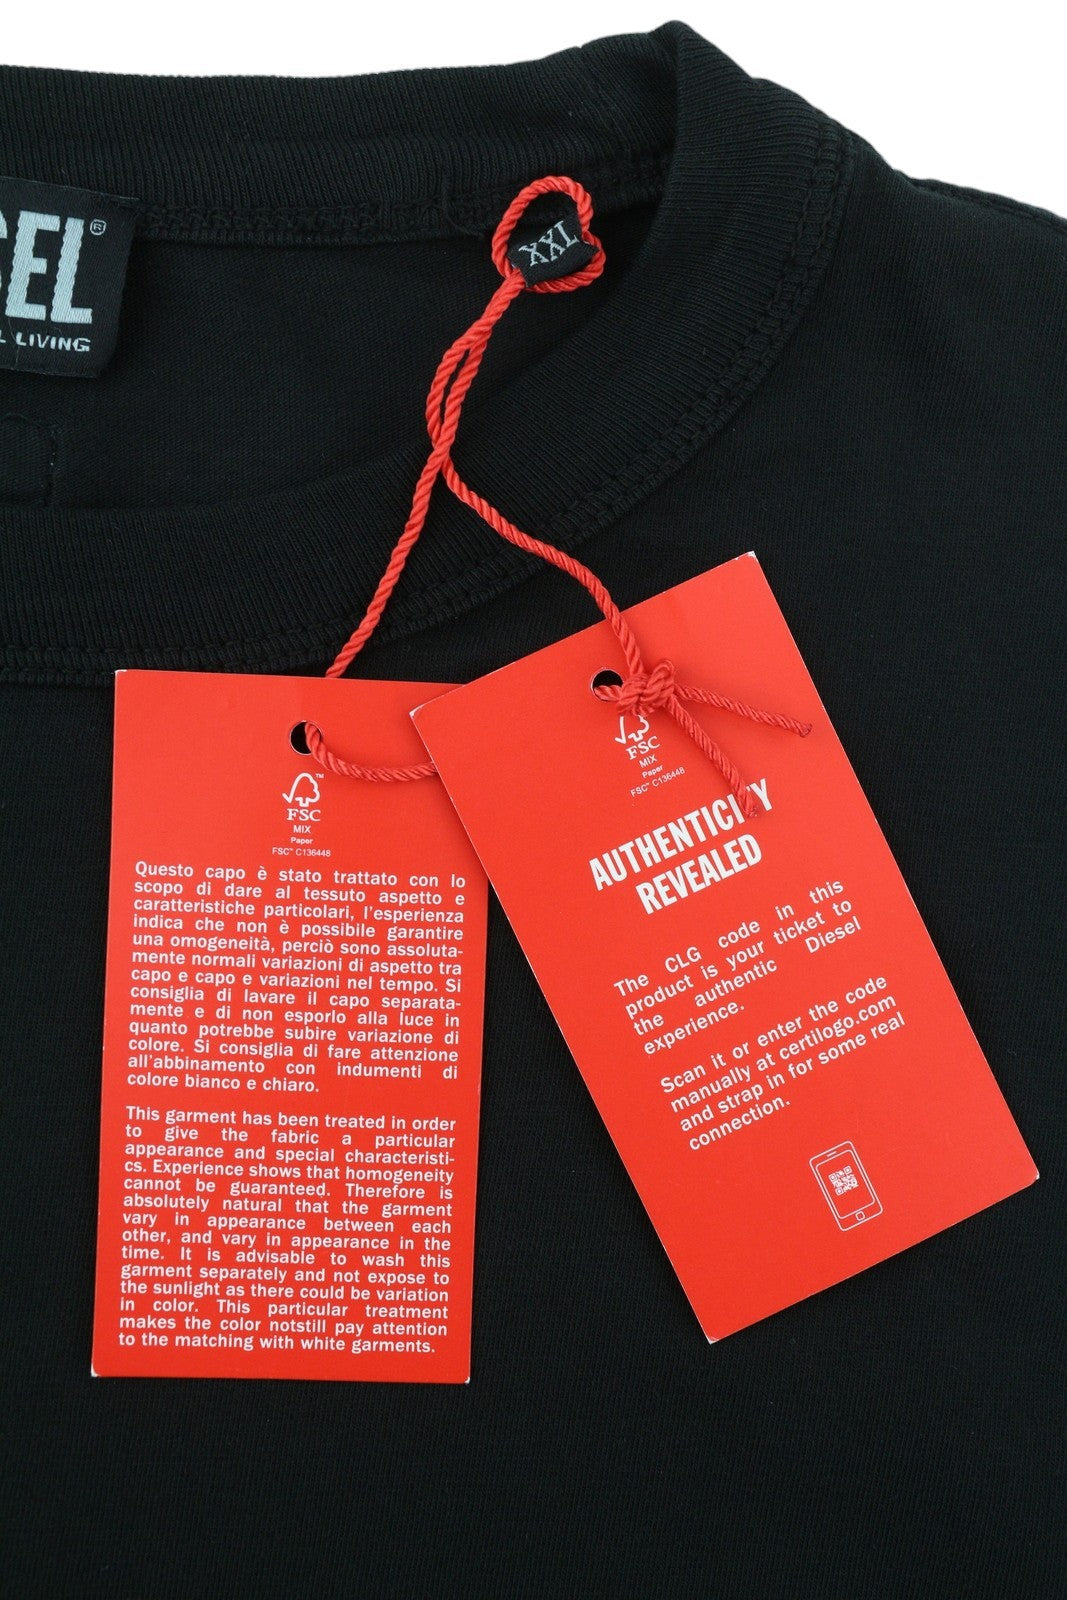 SEL®
L LIVING
XXL
FSC™
MIX
Paper
FSC™ C136448
Questo capo è stato trattato con lo
scopo di dare al tessuto aspetto e
caratteristiche particolari, l'esperienza
indica che non è possibile garantire
una omogeneità, perciò sono assoluta-
mente normali variazioni di aspetto tra
capo e capo e variazioni nel tempo. Si
consiglia di lavare il capo separata-
mente e di non esporlo alla luce in
quanto potrebbe subire variazione di
colore. Si consiglia di fare attenzione
all'abbinamento con indumenti di
colore bianco e chiaro.
This garment has been treated in order
to give the fabric a particular
appearance and special characteristi-
cs. Experience shows that homogeneity
cannot be guaranteed. Therefore is
absolutely natural that the garment
vary in appearance between each
other, and vary in appearance in the
time. It is advisable to wash this
garment separately and not expose to
the sunlight as there could be variation
in color. This particular treatment
makes the color notstill pay attention
to the matching with white garments.
FSC
MIX
Paper
FSC™ C136448
AUTHENTICITY
REVEALED
The CLG code in this
product is your ticket to
the authentic Diesel
experience.
Scan it or enter the code
manually at certilogo.com
and strap in for some real
connection.